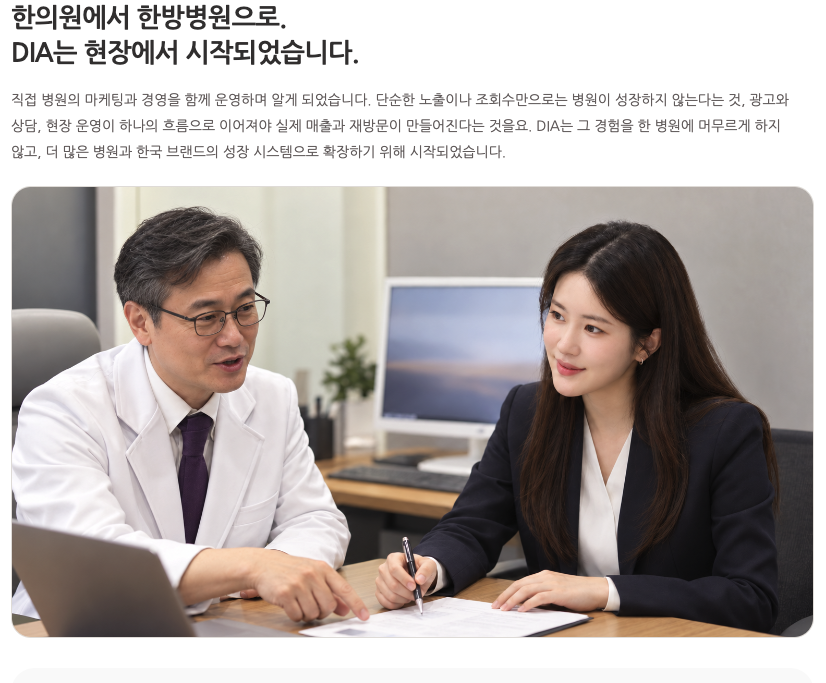 한의원에서 한방병원으로.
DIA는 현장에서 시작되었습니다.
직접 병원의 마케팅과 경영을 함께 운영하며 알게 되었습니다. 단순한 노출이나 조회수만으로는 병원이 성장하지 않는다는 것, 광고와
상담, 현장 운영이 하나의 흐름으로 이어져야 실제 매출과 재방문이 만들어진다는 것을요. DIA는 그 경험을 한 병원에 머무르게 하지
않고, 더 많은 병원과 한국 브랜드의 성장 시스템으로 확장하기 위해 시작되었습니다.